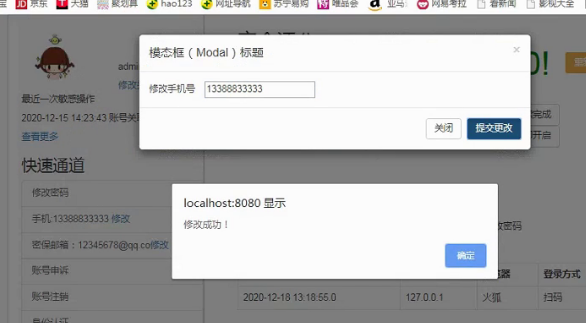 京东 天猫 聚划算 hao123 网址导航 苏宁易购 唯品会 亚马 网易考拉 看新闻 影视大全
模态框（Modal）标题
×
修改手机号 13388833333
关闭 提交更改
admi
修改
最近一次敏感操作
2020-12-15 14:23:43 账号关
查看更多
快速通道
修改密码
手机:13388833333 修改
密保邮箱：12345678@qq.co修改
账号申诉
账号注销
身份认证
完成
开启
localhost:8080 显示
修改成功！
确定
改密码
器 登录方式
2020-12-18 13:18:55.0 127.0.0.1 火狐 扫码